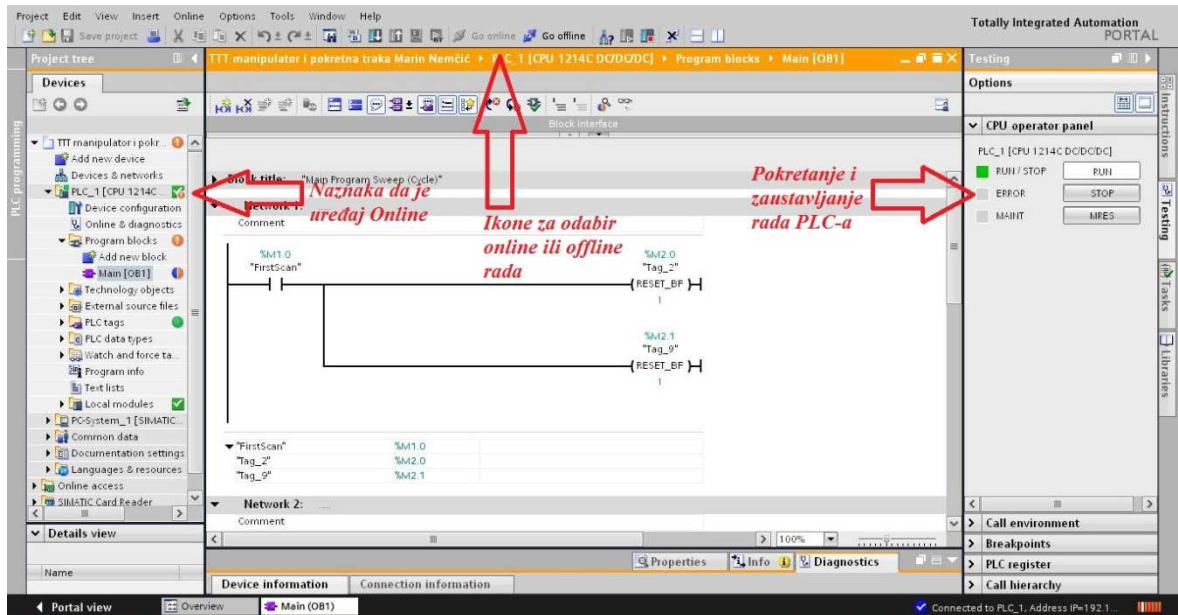 Project Edit View Insert Online Options Tools Window Help
Totally Integrated Automation
PORTAL
Save project
Go online
Go offline
Project tree
TTT manipulator i pokretna traka Marin Nemčić
_1 [CPU 1214C DC/DC/DC]
Program blocks
Main [OB1]
Testing
Devices
Options
PLC programming
Block interface
CPU operator panel
PLC_1 [CPU 1214C DC/DC/DC]
RUN / STOP RUN
ERROR STOP
MAINT MRES
TTT manipulator i pokr...
Add new device
Devices & networks
PLC_1 [CPU 1214C ...
Device configuration
Online & diagnostics
Program blocks
Add new block
Main [OB1]
Technology objects
External source files
PLC tags
PLC data types
Watch and force ta...
Program info
Text lists
Local modules
PC-System_1 [SIMATIC...
Common data
Documentation settings
Languages & resources
Online access
SIMATIC Card Reader
Details view
Name
Block title: "Main Program Sweep (Cycle)"
Network 1:
Comment
Naznaka da je
uređaj Online
Ikone za odabir
online ili offline
rada
Pokretanje i
zaustavljanje
rada PLC-a
%M1.0
"FirstScan"
%M2.0
"Tag_2"
RESET_BF
1
%M2.1
"Tag_9"
RESET_BF
1
"FirstScan" %M1.0
"Tag_2" %M2.0
"Tag_9" %M2.1
Network 2: ....
Comment
100%
Properties
Info
Diagnostics
Device information
Connection information
Call environment
Breakpoints
PLC register
Call hierarchy
Instructions
Testing
Tasks
Libraries
Portal view
Overview
Main (OB1)
Connected to PLC_1, Address IP=192.1...